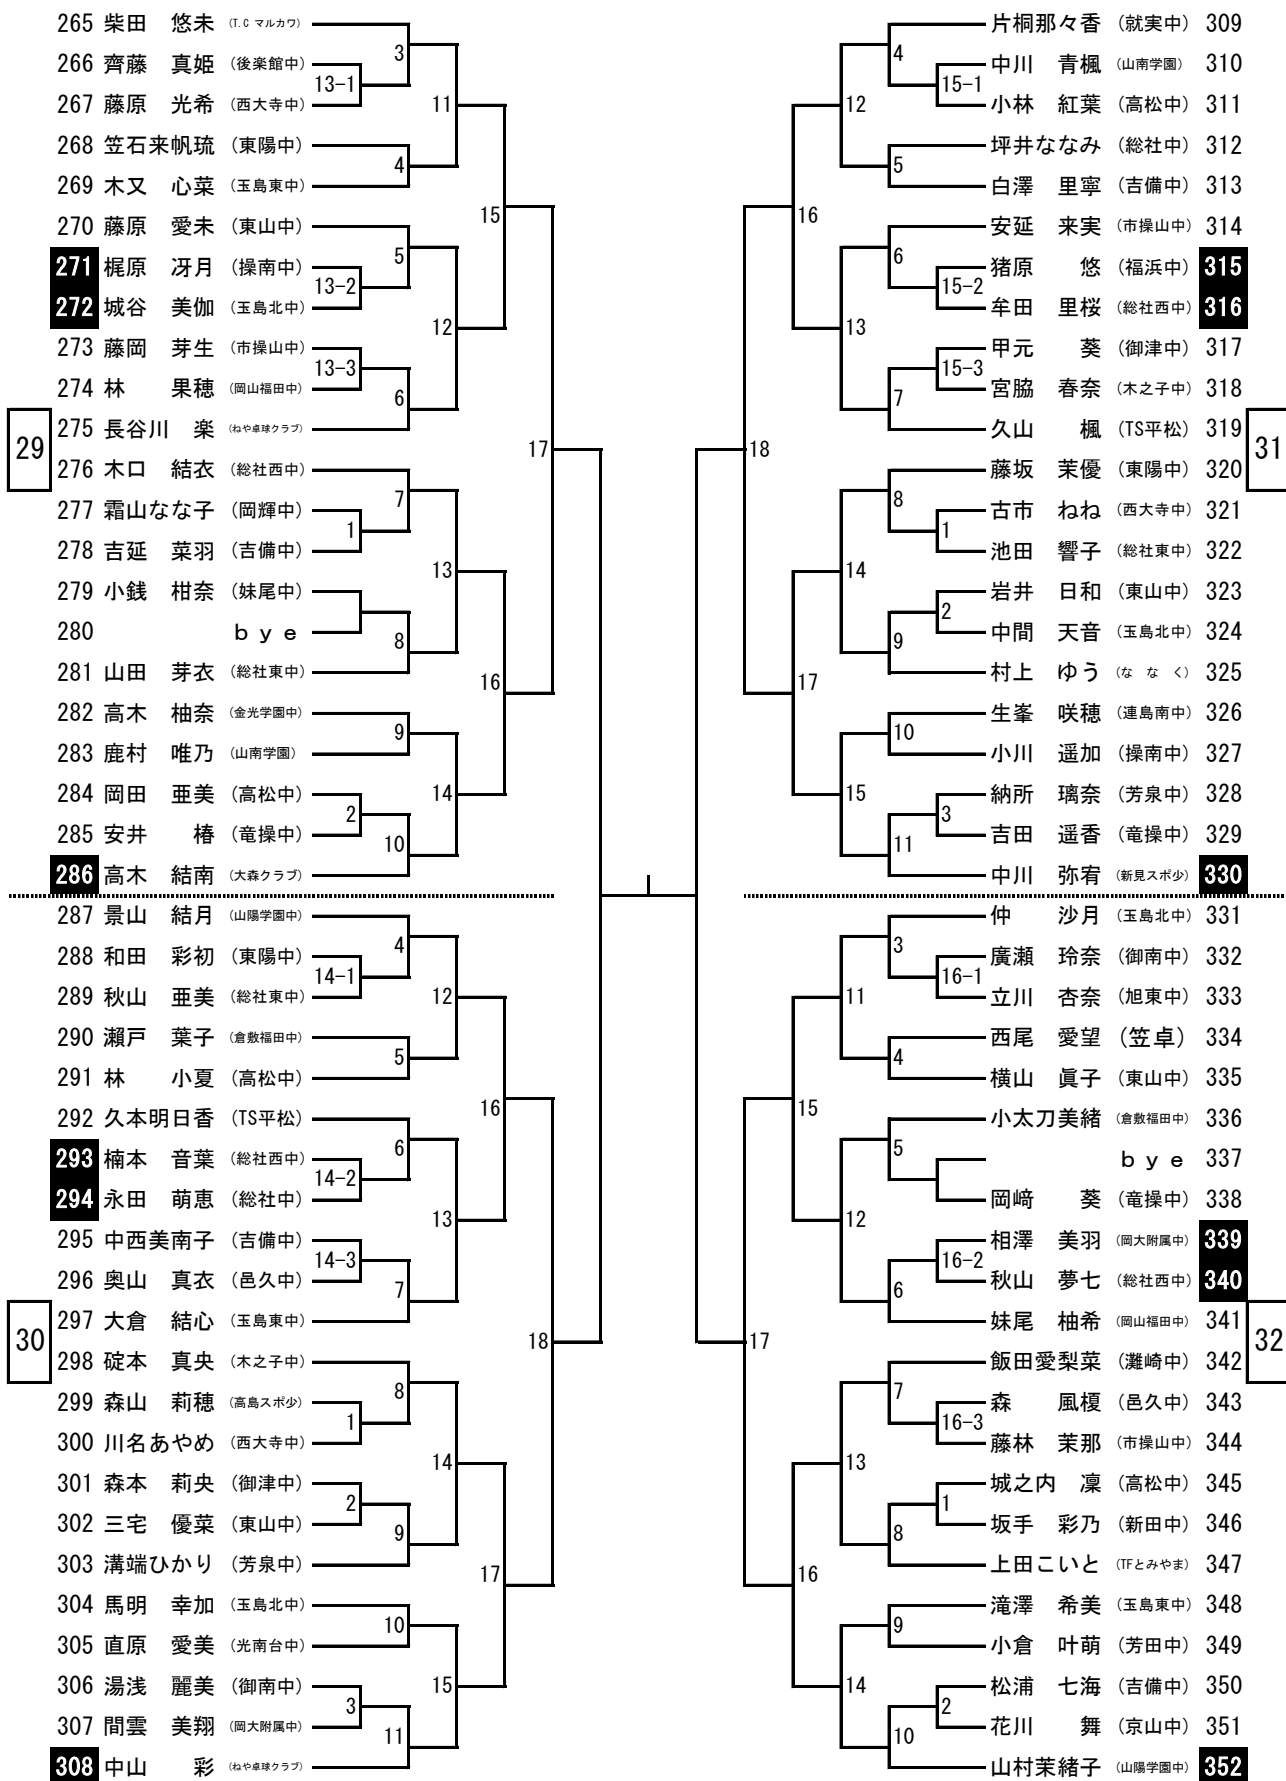 265 柴田　悠未 (T.C マルカワ)
266 齊藤　真姫 (後楽館中)
267 藤原　光希 (西大寺中)
268 笠石来帆琉 (東陽中)
269 木又　心菜 (玉島東中)
270 藤原　愛未 (東山中)
271 梶原　冴月 (操南中)
272 城谷　美伽 (玉島北中)
273 藤岡　芽生 (市操山中)
274 林　　果穂 (岡山福田中)
275 長谷川　楽 (ねや卓球クラブ)
276 木口　結衣 (総社西中)
277 霜山なな子 (岡輝中)
278 吉延　菜羽 (吉備中)
279 小銭　柑奈 (妹尾中)
280 ｂｙｅ
281 山田　芽衣 (総社東中)
282 高木　柚奈 (金光学園中)
283 鹿村　唯乃 (山南学園)
284 岡田　亜美 (高松中)
285 安井　　椿 (竜操中)
286 高木　結南 (大森クラブ)
29
3
13-1
11
4
15
5
13-2
12
13-3
6
17
7
1
13
8
16
9
14
2
10
287 景山　結月 (山陽学園中)
288 和田　彩初 (東陽中)
289 秋山　亜美 (総社東中)
290 瀬戸　葉子 (倉敷福田中)
291 林　　小夏 (高松中)
292 久本明日香 (TS平松)
293 楠本　音葉 (総社西中)
294 永田　萌恵 (総社中)
295 中西美南子 (吉備中)
296 奥山　真衣 (邑久中)
297 大倉　結心 (玉島東中)
298 碇本　真央 (木之子中)
299 森山　莉穂 (高島スポ少)
300 川名あやめ (西大寺中)
301 森本　莉央 (御津中)
302 三宅　優菜 (東山中)
303 溝端ひかり (芳泉中)
304 馬明　幸加 (玉島北中)
305 直原　愛美 (光南台中)
306 湯浅　麗美 (御南中)
307 間雲　美翔 (岡大附属中)
308 中山　　彩 (ねや卓球クラブ)
30
4
14-1
12
5
16
6
14-2
13
14-3
7
18
8
1
14
2
9
17
10
15
3
11
片桐那々香 (就実中) 309
中川　青楓 (山南学園) 310
小林　紅葉 (高松中) 311
坪井ななみ (総社中) 312
白澤　里寧 (吉備中) 313
安延　来実 (市操山中) 314
猪原　　悠 (福浜中) 315
牟田　里桜 (総社西中) 316
甲元　　葵 (御津中) 317
宮脇　春奈 (木之子中) 318
久山　　楓 (TS平松) 319
藤坂　茉優 (東陽中) 320
古市　ねね (西大寺中) 321
池田　響子 (総社東中) 322
岩井　日和 (東山中) 323
中間　天音 (玉島北中) 324
村上　ゆう (な な く) 325
生峯　咲穂 (連島南中) 326
小川　遥加 (操南中) 327
納所　璃奈 (芳泉中) 328
吉田　遥香 (竜操中) 329
中川　弥宥 (新見スポ少) 330
31
4
15-1
12
5
16
6
15-2
13
15-3
7
18
8
1
14
2
9
17
10
15
3
11
仲　　沙月 (玉島北中) 331
廣瀬　玲奈 (御南中) 332
立川　杏奈 (旭東中) 333
西尾　愛望 (笠卓) 334
横山　眞子 (東山中) 335
小太刀美緒 (倉敷福田中) 336
ｂｙｅ 337
岡﨑　　葵 (竜操中) 338
相澤　美羽 (岡大附属中) 339
秋山　夢七 (総社西中) 340
妹尾　柚希 (岡山福田中) 341
飯田愛梨菜 (灘崎中) 342
森　　風榎 (邑久中) 343
藤林　茉那 (市操山中) 344
城之内　凜 (高松中) 345
坂手　彩乃 (新田中) 346
上田こいと (TFとみやま) 347
滝澤　希美 (玉島東中) 348
小倉　叶萌 (芳田中) 349
松浦　七海 (吉備中) 350
花川　　舞 (京山中) 351
山村茉緒子 (山陽学園中) 352
32
3
16-1
11
4
15
5
12
16-2
6
17
7
16-3
13
1
8
16
9
14
2
10